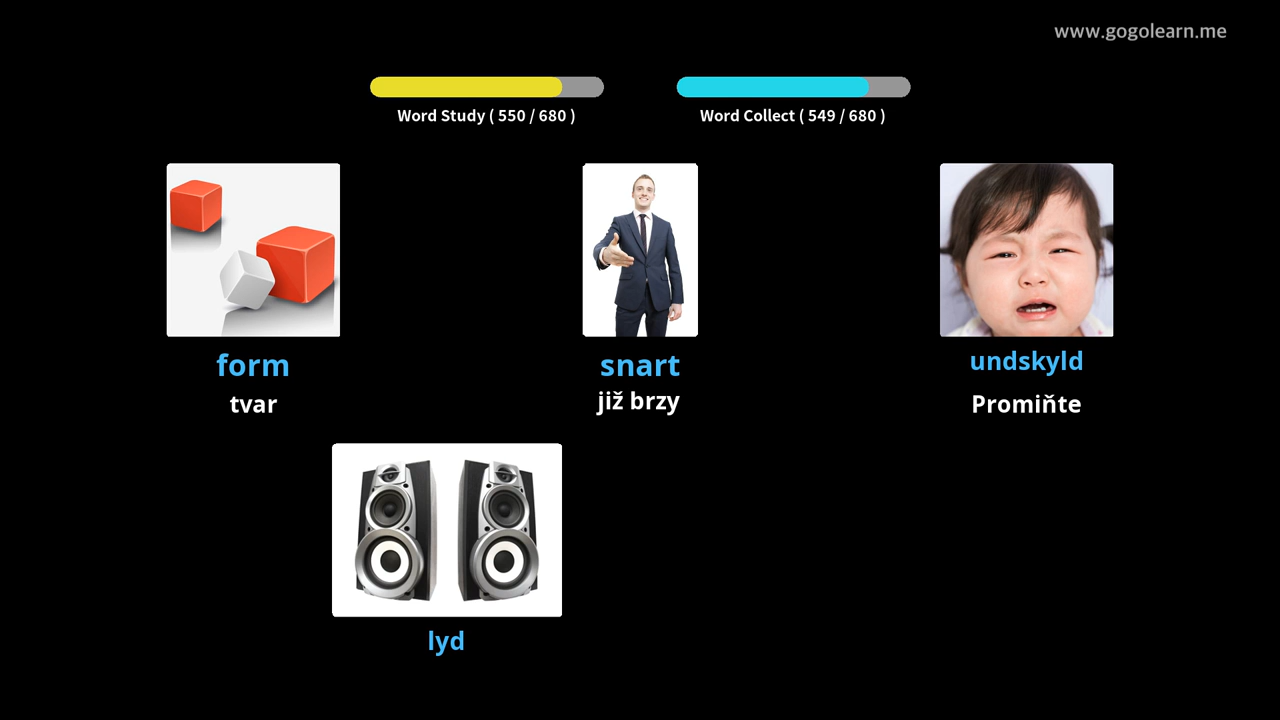 www.gogolearn.me
Word Study ( 550 / 680 )
Word Collect ( 549 / 680 )
form
tvar
snart
již brzy
undskyld
Promiňte
lyd